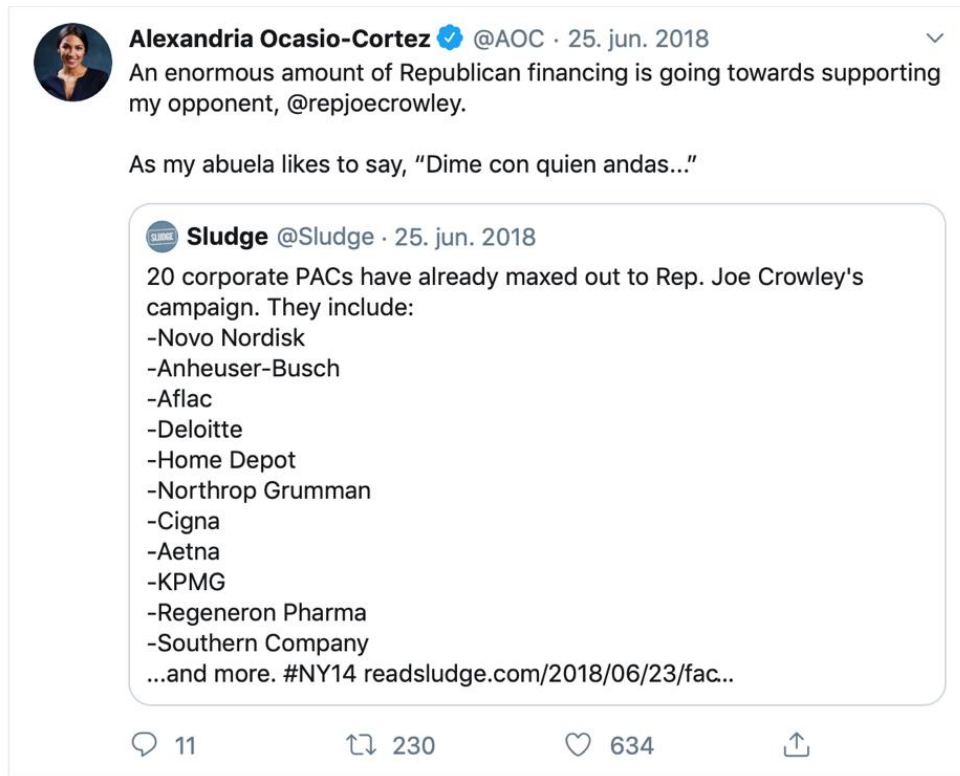 Alexandria Ocasio-Cortez @AOC · 25. jun. 2018
An enormous amount of Republican financing is going towards supporting
my opponent, @repjoecrowley.
As my abuela likes to say, “Dime con quien andas...”
SLUDGE Sludge @Sludge · 25. jun. 2018
20 corporate PACs have already maxed out to Rep. Joe Crowley's
campaign. They include:
-Novo Nordisk
-Anheuser-Busch
-Aflac
-Deloitte
-Home Depot
-Northrop Grumman
-Cigna
-Aetna
-KPMG
-Regeneron Pharma
-Southern Company
...and more. #NY14 readsludge.com/2018/06/23/fac...
11 230 634